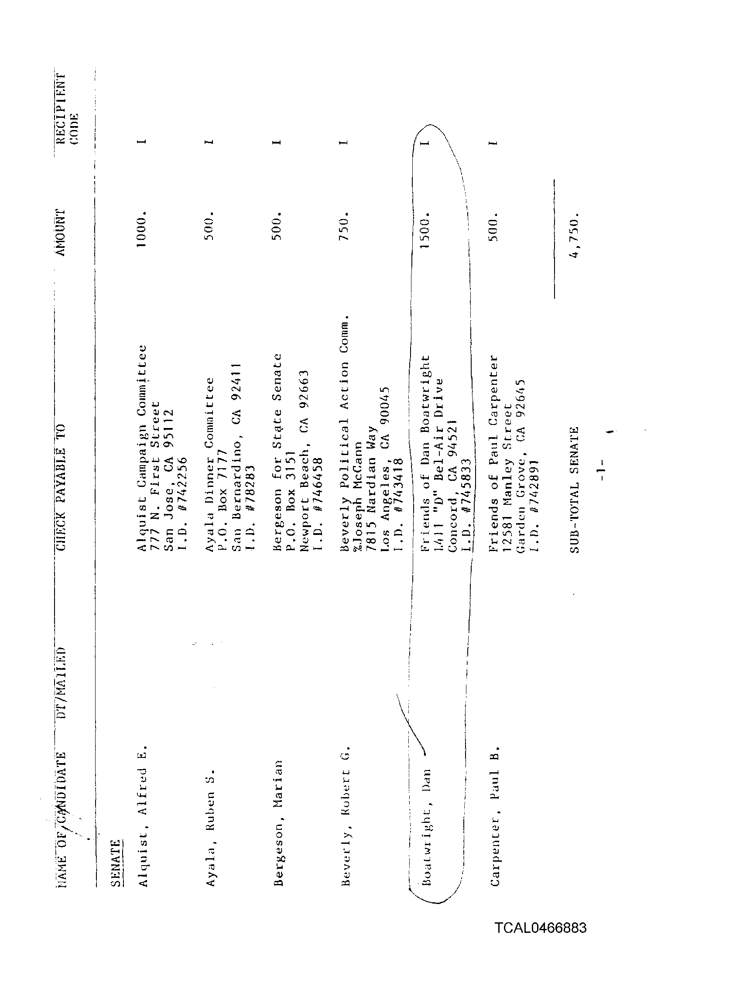 NAME OF CANDIDATE DT/MAILED CHECK PAYABLE TO AMOUNT RECIPIENT
CODE
SENATE
Alquist, Alfred E. Alquist Campaign Committee 1000. I
777 N. First Street
San Jose, CA 95112
I.D. #742256
Ayala, Ruben S. Ayala Dinner Committee 500. I
P.O. Box 7177
San Bernardino, CA 92411
I.D. #78283
Bergeson, Marian Bergeson for State Senate 500. I
P.O. Box 3151
Newport Beach, CA 92663
I.D. #746458
Beverly, Robert G. Beverly Political Action Comm. 750. I
%Joseph McCann
7815 Nardian Way
Los Angeles, CA 90045
I.D. #743418
Boatwright, Dan Friends of Dan Boatwright 1500. I
1411 "D" Bel-Air Drive
Concord, CA 94521
I.D. #745833
Carpenter, Paul B. Friends of Paul Carpenter 500. I
12581 Manley Street
Garden Grove, CA 92645
I.D. #742891
SUB-TOTAL SENATE 4,750.
-1-
TCAL0466883